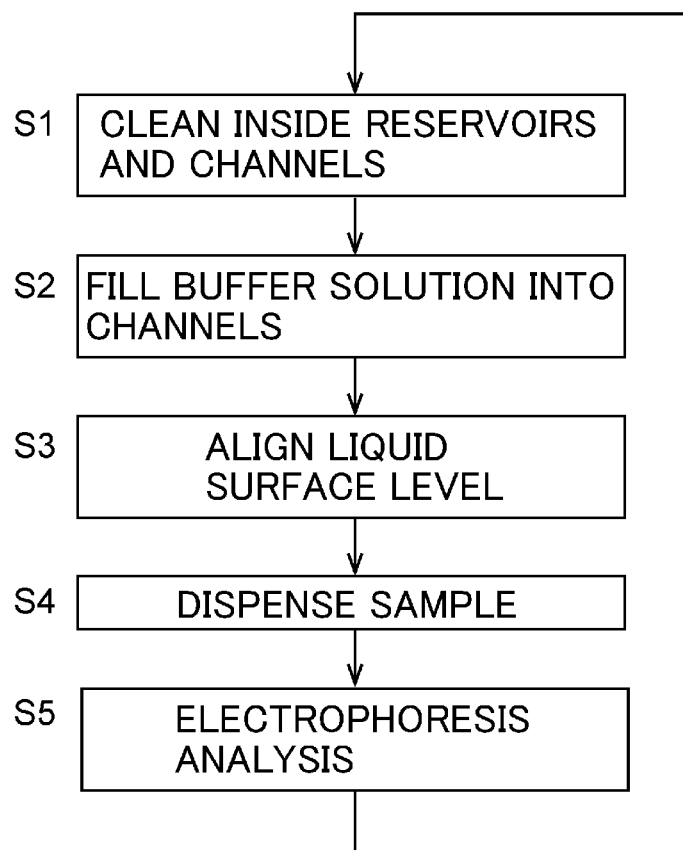 S1 CLEAN INSIDE RESERVOIRS
AND CHANNELS
S2 FILL BUFFER SOLUTION INTO
CHANNELS
S3 ALIGN LIQUID
SURFACE LEVEL
S4 DISPENSE SAMPLE
S5 ELECTROPHORESIS
ANALYSIS